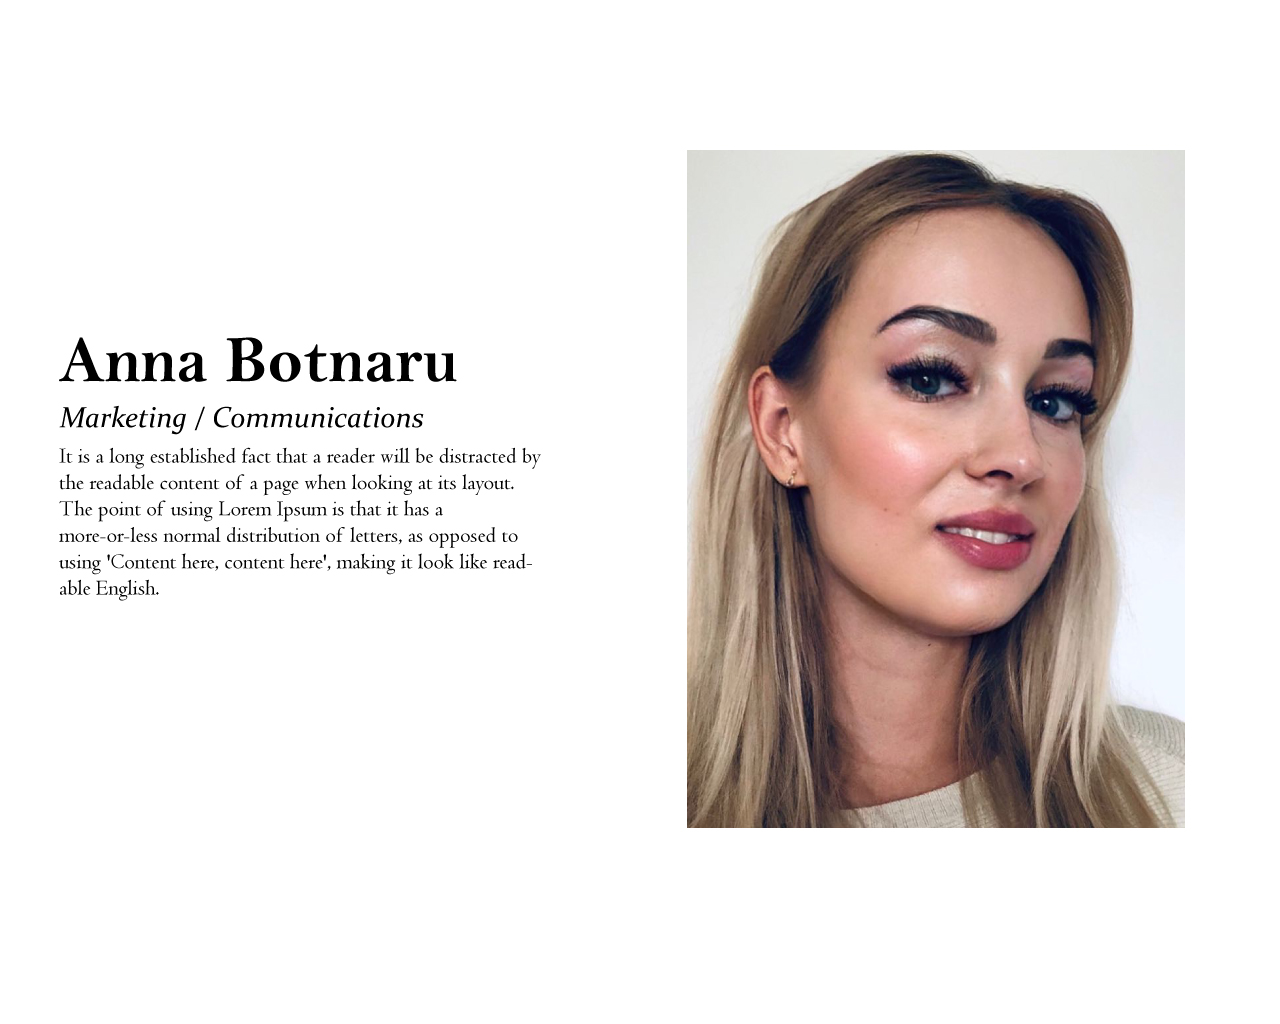 Anna Botnaru
Marketing / Communications
It is a long established fact that a reader will be distracted by
the readable content of a page when looking at its layout.
The point of using Lorem Ipsum is that it has a
more-or-less normal distribution of letters, as opposed to
using 'Content here, content here', making it look like read-
able English.